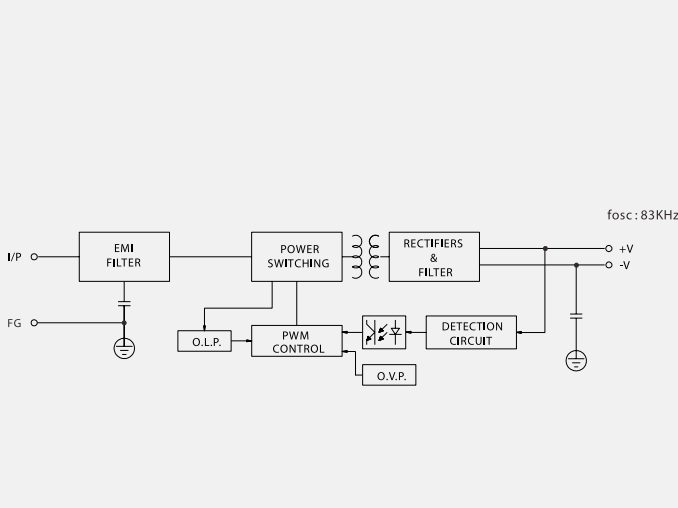 fosc : 83KHz
I/P
EMI
FILTER
POWER
SWITCHING
RECTIFIERS
&
FILTER
+V
-V
FG
O.L.P.
PWM
CONTROL
DETECTION
CIRCUIT
O.V.P.